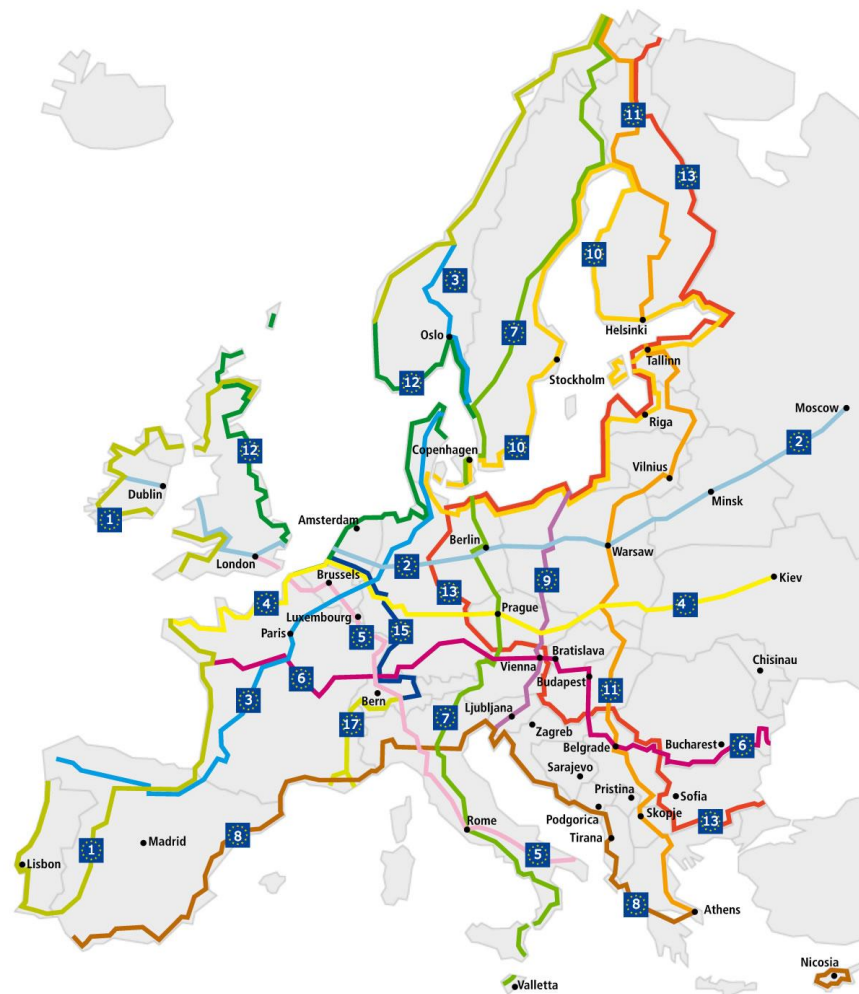 11
13
10
3
Oslo
7
Helsinki
Tallinn
12
Stockholm
Moscow
Riga
2
12
Copenhagen
10
Vilnius
Dublin
Minsk
1
Amsterdam
Berlin
Warsaw
London
2
Brussels
9
Kiev
13
4
4
Prague
Luxembourg
15
5
Paris
Bratislava
Vienna
Chisinau
6
Budapest
11
Bern
3
Ljubljana
7
17
Zagreb
Belgrade
Bucharest
6
Sarajevo
Pristina
Sofia
Podgorica
Skopje
13
Rome
Tirana
Madrid
8
1
5
Lisbon
8
Athens
Nicosia
Valletta